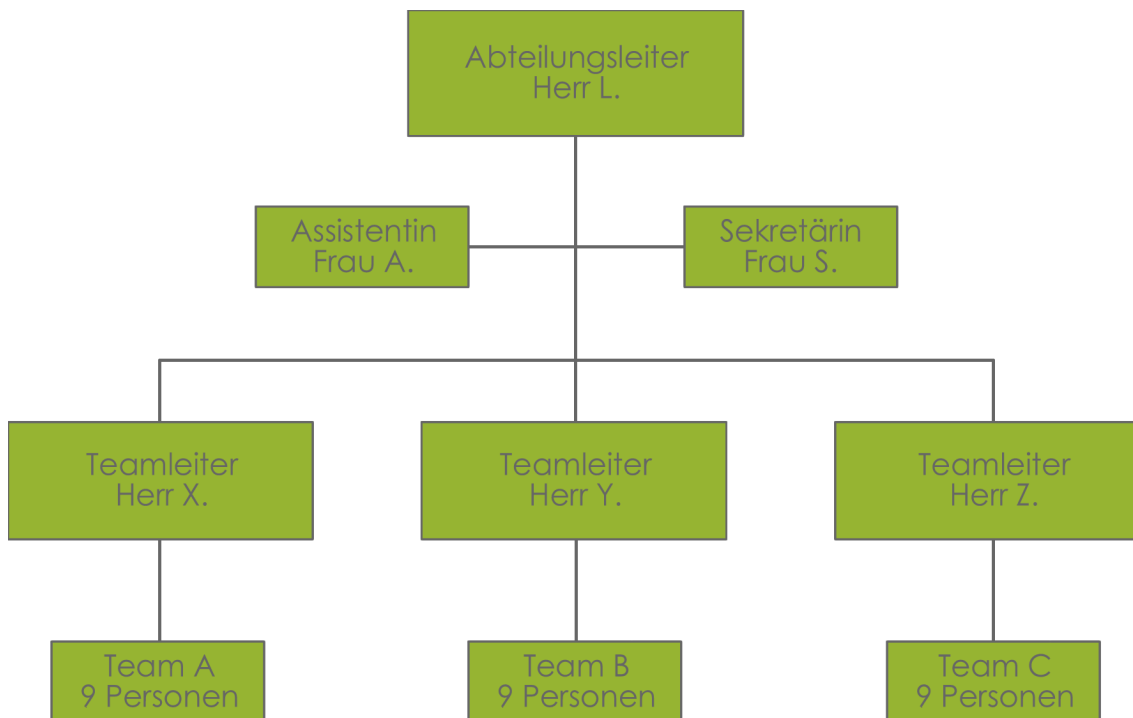 Abteilungsleiter
Herr L.
Assistentin
Frau A.
Sekretärin
Frau S.
Teamleiter
Herr X.
Teamleiter
Herr Y.
Teamleiter
Herr Z.
Team A
9 Personen
Team B
9 Personen
Team C
9 Personen